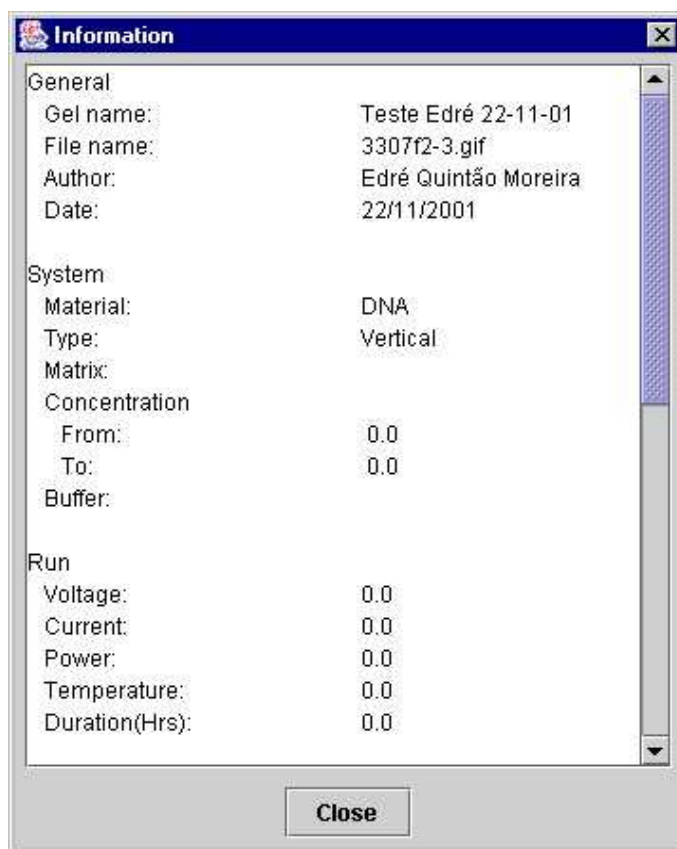 Information
General
Gel name: Teste Edré 22-11-01
File name: 3307f2-3.gif
Author: Edré Quintão Moreira
Date: 22/11/2001
System
Material: DNA
Type: Vertical
Matrix:
Concentration
From: 0.0
To: 0.0
Buffer:
Run
Voltage: 0.0
Current: 0.0
Power: 0.0
Temperature: 0.0
Duration(Hrs): 0.0
Close